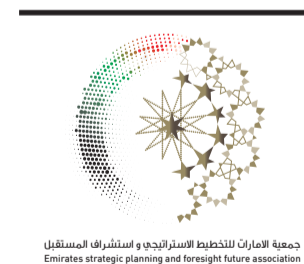 جمعية الامارات للتخطيط الاستراتيجي و استشراف المستقبل
Emirates strategic planning and foresight future association